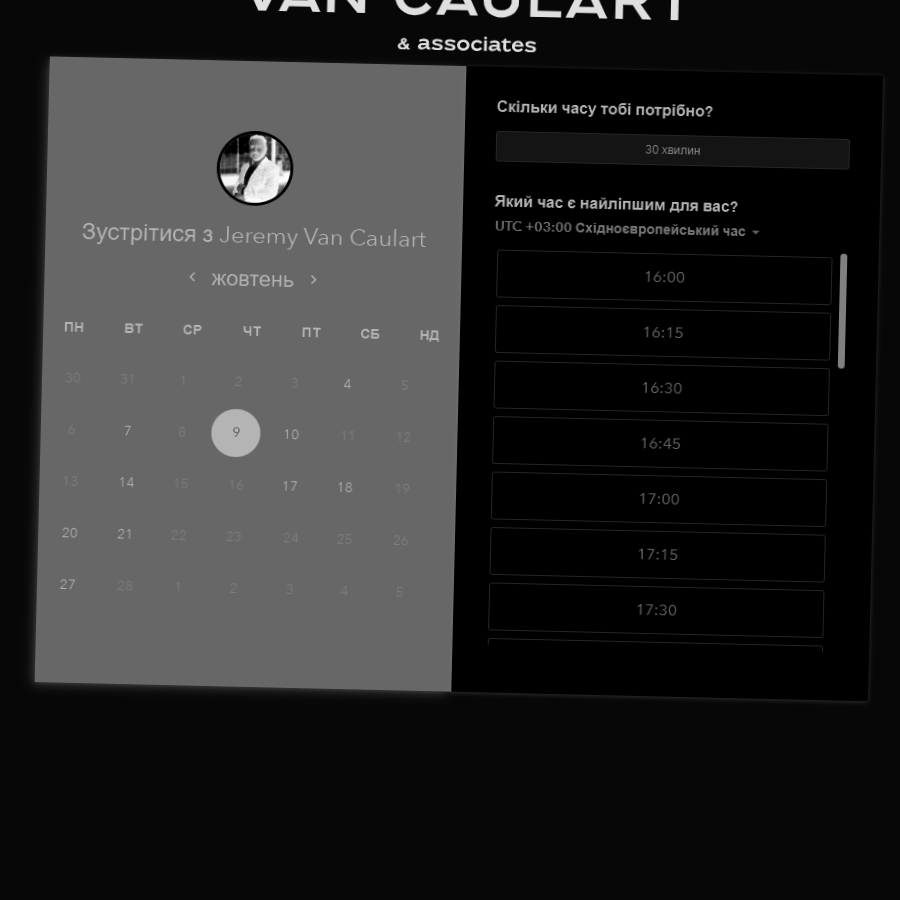 VAN CAULART
& associates
Зустрітися з Jeremy Van Caulart
жовтень
ПН ВТ СР ЧТ ПТ СБ НД
30 31 1 2 3 4 5
6 7 8 9 10 11 12
13 14 15 16 17 18 19
20 21 22 23 24 25 26
27 28 1 2 3 4 5
Скільки часу тобі потрібно?
30 хвилин
Який час є найліпшим для вас?
UTC +03:00 Східноєвропейський час
16:00
16:15
16:30
16:45
17:00
17:15
17:30